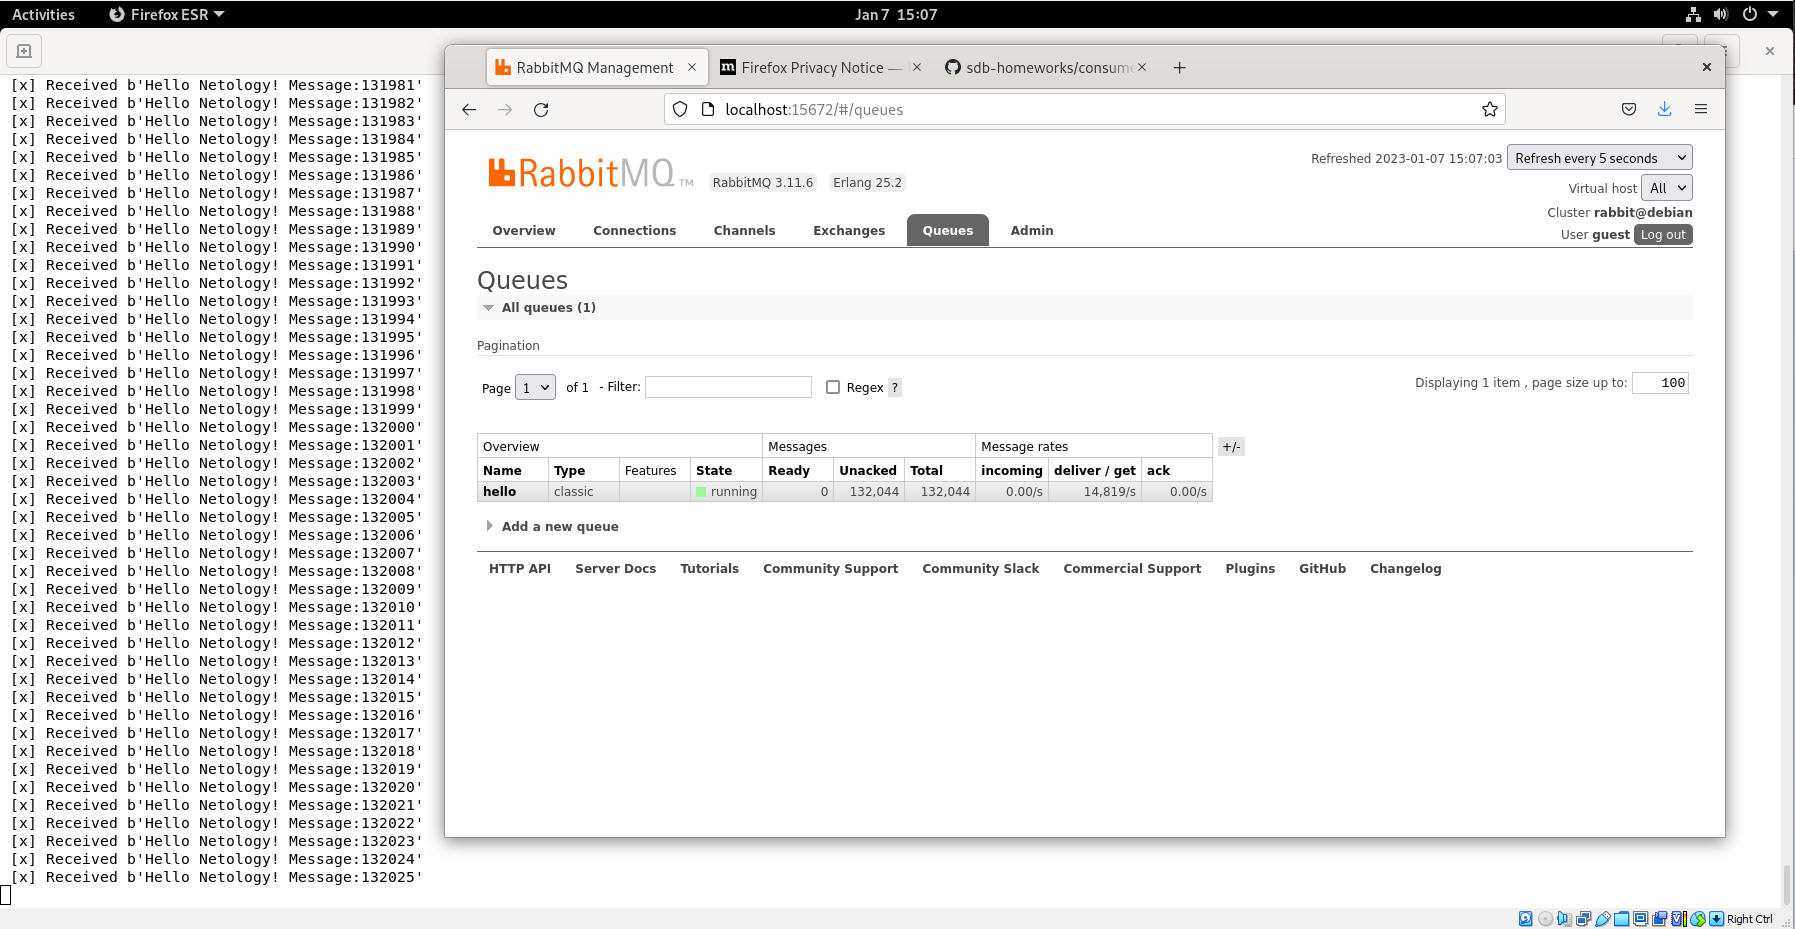 Activities Firefox ESR Jan 7 15:07
[x] Received b'Hello Netology! Message:131981'
[x] Received b'Hello Netology! Message:131982'
[x] Received b'Hello Netology! Message:131983'
[x] Received b'Hello Netology! Message:131984'
[x] Received b'Hello Netology! Message:131985'
[x] Received b'Hello Netology! Message:131986'
[x] Received b'Hello Netology! Message:131987'
[x] Received b'Hello Netology! Message:131988'
[x] Received b'Hello Netology! Message:131989'
[x] Received b'Hello Netology! Message:131990'
[x] Received b'Hello Netology! Message:131991'
[x] Received b'Hello Netology! Message:131992'
[x] Received b'Hello Netology! Message:131993'
[x] Received b'Hello Netology! Message:131994'
[x] Received b'Hello Netology! Message:131995'
[x] Received b'Hello Netology! Message:131996'
[x] Received b'Hello Netology! Message:131997'
[x] Received b'Hello Netology! Message:131998'
[x] Received b'Hello Netology! Message:131999'
[x] Received b'Hello Netology! Message:132000'
[x] Received b'Hello Netology! Message:132001'
[x] Received b'Hello Netology! Message:132002'
[x] Received b'Hello Netology! Message:132003'
[x] Received b'Hello Netology! Message:132004'
[x] Received b'Hello Netology! Message:132005'
[x] Received b'Hello Netology! Message:132006'
[x] Received b'Hello Netology! Message:132007'
[x] Received b'Hello Netology! Message:132008'
[x] Received b'Hello Netology! Message:132009'
[x] Received b'Hello Netology! Message:132010'
[x] Received b'Hello Netology! Message:132011'
[x] Received b'Hello Netology! Message:132012'
[x] Received b'Hello Netology! Message:132013'
[x] Received b'Hello Netology! Message:132014'
[x] Received b'Hello Netology! Message:132015'
[x] Received b'Hello Netology! Message:132016'
[x] Received b'Hello Netology! Message:132017'
[x] Received b'Hello Netology! Message:132018'
[x] Received b'Hello Netology! Message:132019'
[x] Received b'Hello Netology! Message:132020'
[x] Received b'Hello Netology! Message:132021'
[x] Received b'Hello Netology! Message:132022'
[x] Received b'Hello Netology! Message:132023'
[x] Received b'Hello Netology! Message:132024'
[x] Received b'Hello Netology! Message:132025'
RabbitMQ Management Firefox Privacy Notice — sdb-homeworks/consume
localhost:15672/#/queues
Refreshed 2023-01-07 15:07:03 Refresh every 5 seconds
RabbitMQ TM RabbitMQ 3.11.6 Erlang 25.2
Virtual host All
Cluster rabbit@debian
User guest Log out
Overview Connections Channels Exchanges Queues Admin
Queues
All queues (1)
Pagination
Page 1 of 1 - Filter: Regex ? Displaying 1 item , page size up to: 100
Overview Messages Message rates +/-
Name Type Features State Ready Unacked Total incoming deliver / get ack
hello classic running 0 132,044 132,044 0.00/s 14,819/s 0.00/s
Add a new queue
HTTP API Server Docs Tutorials Community Support Community Slack Commercial Support Plugins GitHub Changelog
Right Ctrl